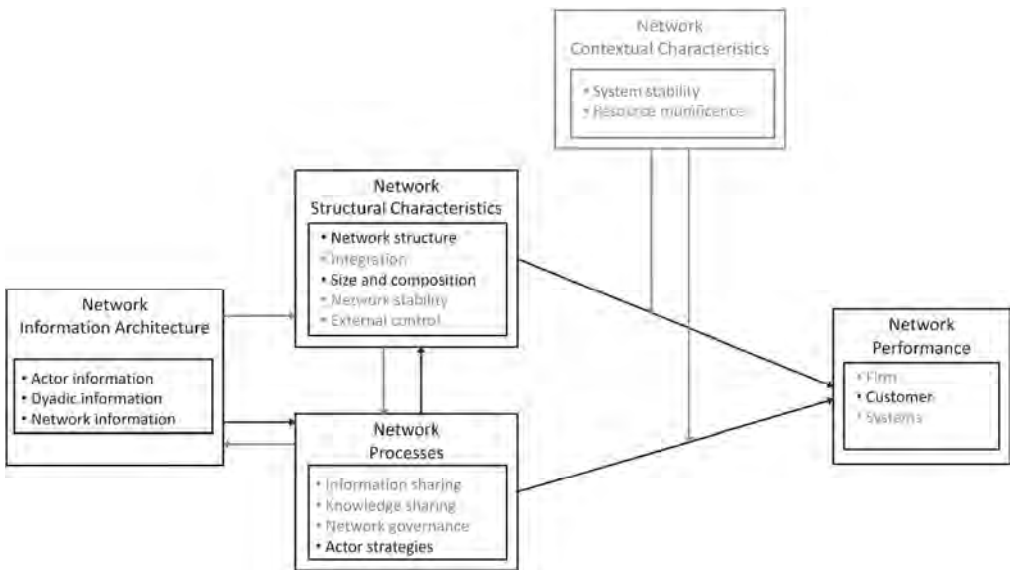 Network
Contextual Characteristics
• System stability
• Resource munificence
Network
Structural Characteristics
• Network structure
• Integration
• Size and composition
• Network stability
• External control
Network
Information Architecture
• Actor information
• Dyadic information
• Network information
Network
Performance
• Firm
• Customer
• Systems
Network
Processes
• Information sharing
• Knowledge sharing
• Network governance
• Actor strategies